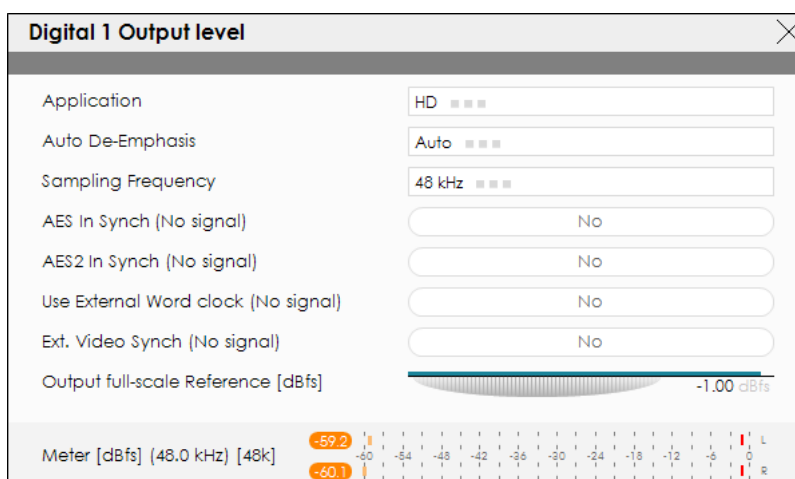 Digital 1 Output level
Application HD
Auto De-Emphasis Auto
Sampling Frequency 48 kHz
AES In Synch (No signal) No
AES2 In Synch (No signal) No
Use External Word clock (No signal) No
Ext. Video Synch (No signal) No
Output full-scale Reference [dBfs] -1.00 dBfs
Meter [dBfs] (48.0 kHz) [48k]
-59.2 L
-60 -54 -48 -42 -36 -30 -24 -18 -12 -6 0
-60.1 R